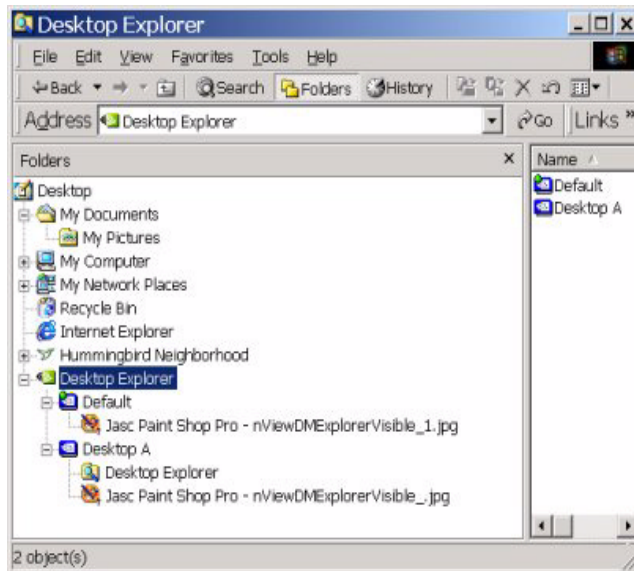 Desktop Explorer
File Edit View Favorites Tools Help
Back Search Folders History
Address Desktop Explorer Go Links »
Folders x Name
Desktop
My Documents
My Pictures
My Computer
My Network Places
Recycle Bin
Internet Explorer
Hummingbird Neighborhood
Desktop Explorer
Default
Jasc Paint Shop Pro - nViewDMExplorerVisible_1.jpg
Desktop A
Desktop Explorer
Jasc Paint Shop Pro - nViewDMExplorerVisible_.jpg
Default
Desktop A
2 object(s)